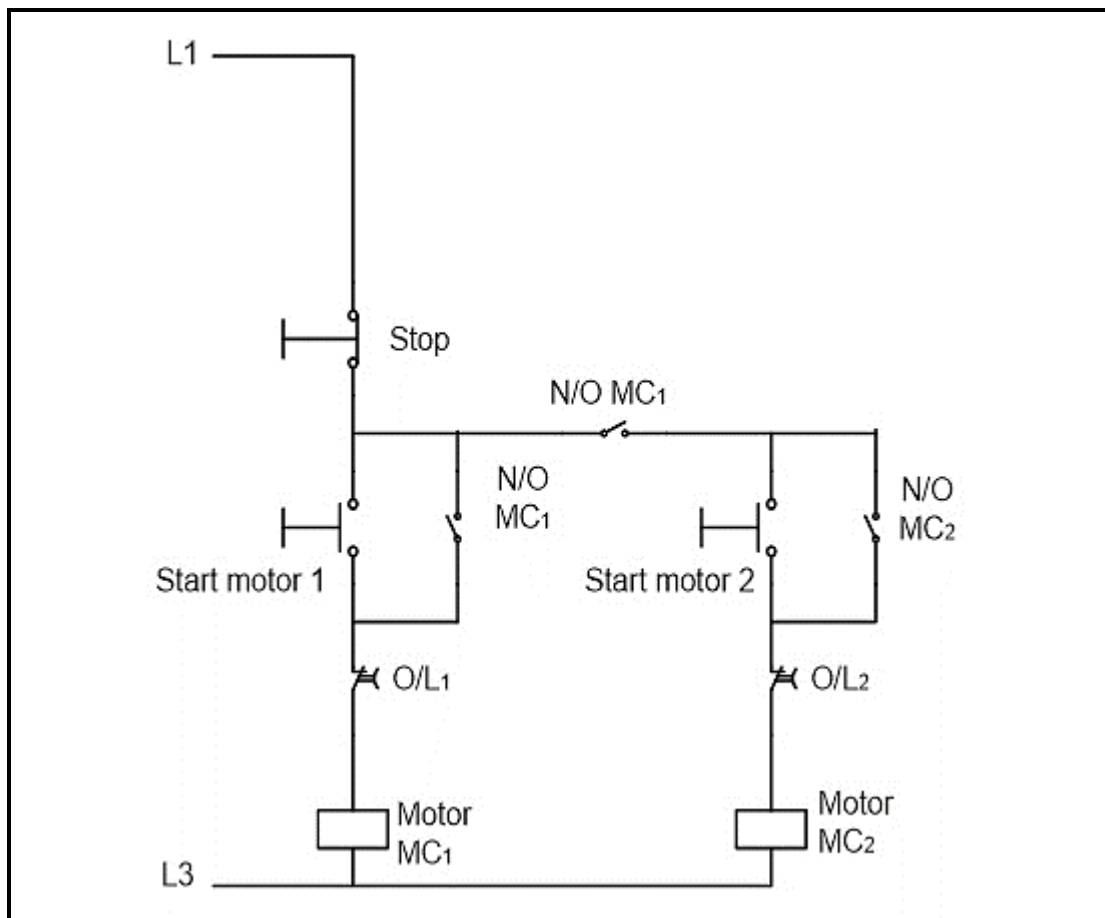 L1
Stop
N/O MC₁
N/O
MC₁
N/O
MC₂
Start motor 1
Start motor 2
O/L₁
O/L₂
Motor
MC₁
Motor
MC₂
L3